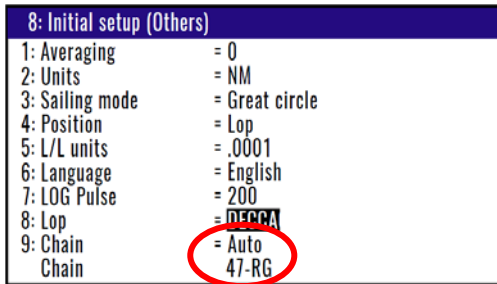 8: Initial setup (Others)
1: Averaging = 0
2: Units = NM
3: Sailing mode = Great circle
4: Position = Lop
5: L/L units = .0001
6: Language = English
7: LOG Pulse = 200
8: Lop = DECCA
9: Chain = Auto
Chain 47-RG